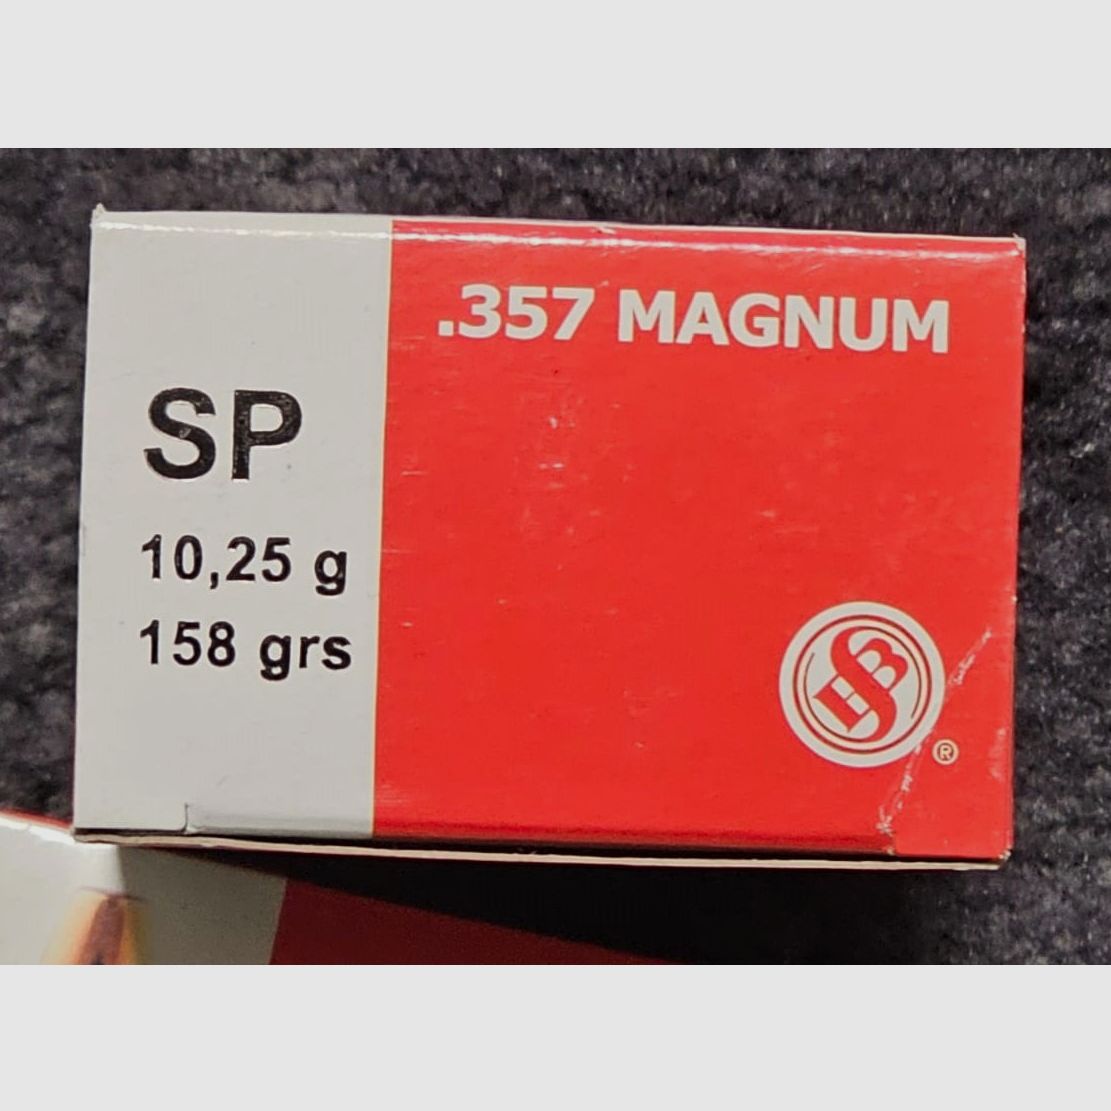 .357 MAGNUM
SP
10,25 g
158 grs
S&B
®